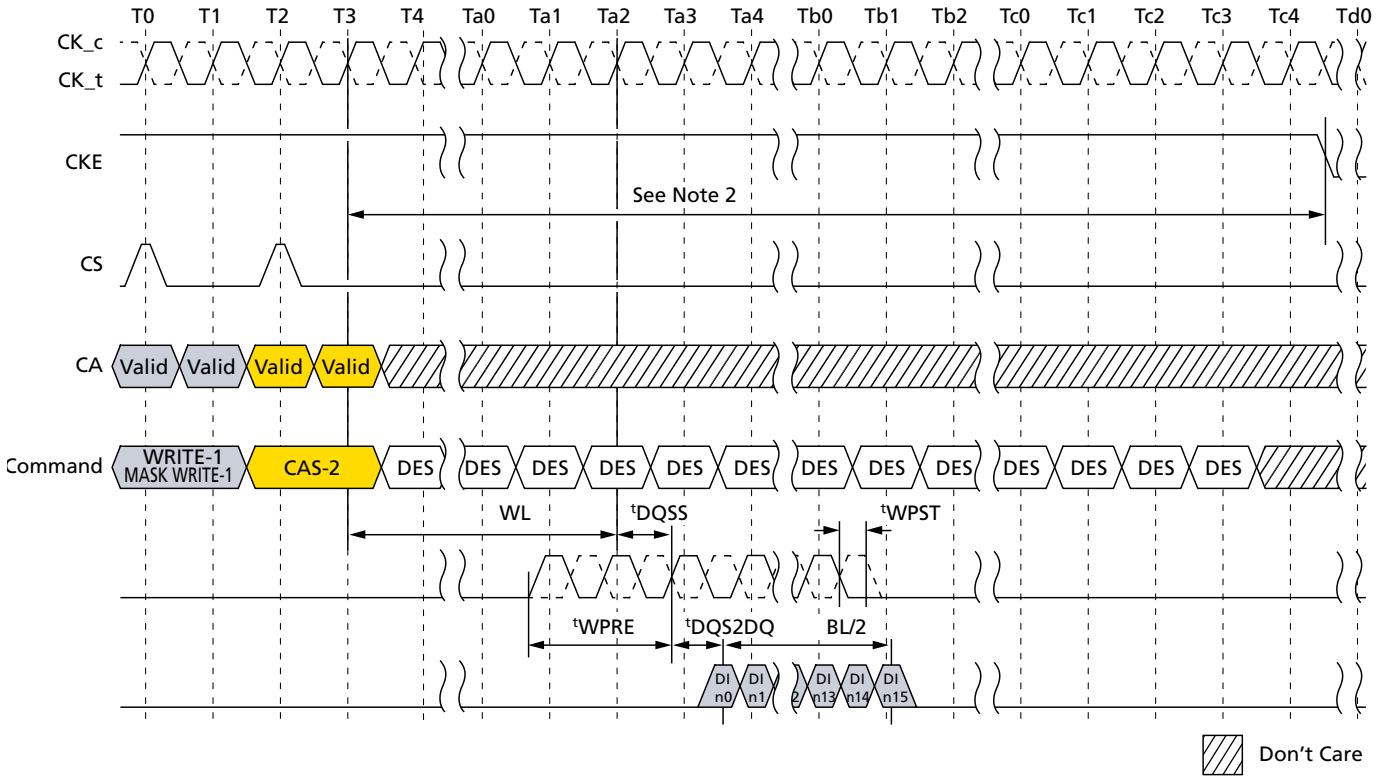 T0 T1 T2 T3 T4 Ta0 Ta1 Ta2 Ta3 Ta4 Tb0 Tb1 Tb2 Tc0 Tc1 Tc2 Tc3 Tc4 Td0
CK_c
CK_t
CKE
See Note 2
CS
CA Valid Valid Valid Valid
Command WRITE-1 MASK WRITE-1 CAS-2 DES DES DES DES DES DES DES DES DES DES DES DES DES
WL tDQSS tWPST
tWPRE tDQS2DQ BL/2
DI DI DI DI DI
n0 n1 2 n13 n14 n15
Don't Care